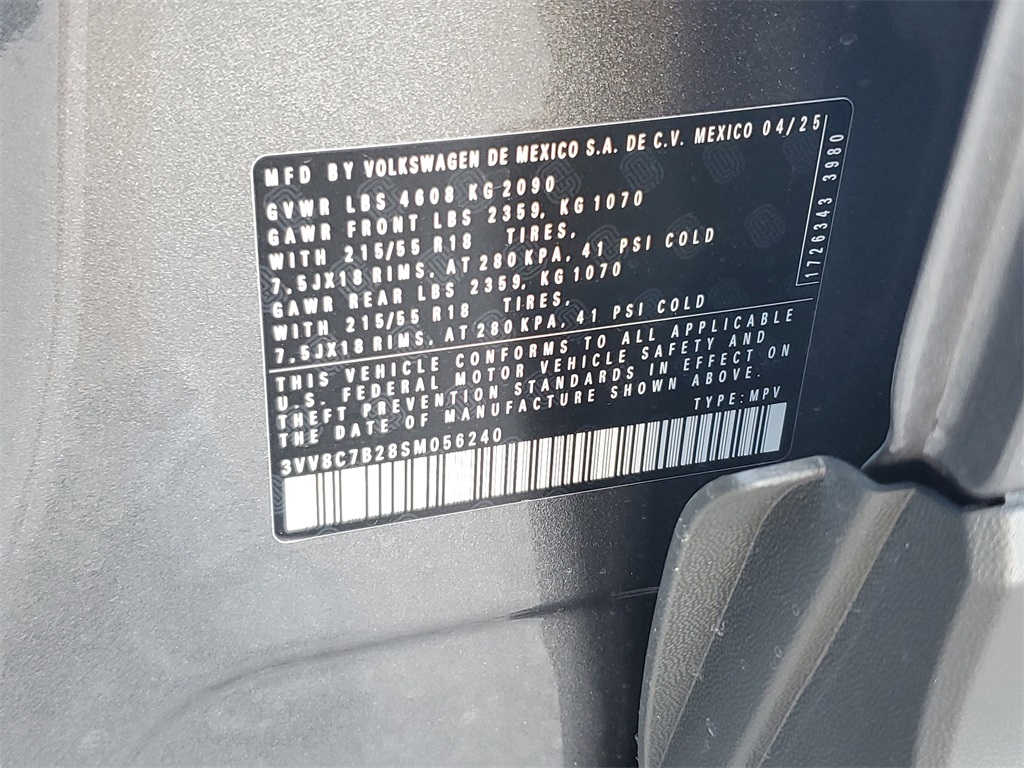 MFD BY VOLKSWAGEN DE MEXICO S.A. DE C.V. MEXICO 04/25
GVWR LBS 4608 KG 2090
GAWR FRONT LBS 2359, KG 1070
WITH 215/55 R18 TIRES,
7,5JX18 RIMS, AT 280 KPA, 41 PSI COLD
GAWR REAR LBS 2359, KG 1070
WITH 215/55 R18 TIRES,
7,5JX18 RIMS, AT 280 KPA, 41 PSI COLD
1726343 3980
THIS VEHICLE CONFORMS TO ALL APPLICABLE
U.S. FEDERAL MOTOR VEHICLE SAFETY AND
THEFT PREVENTION STANDARDS IN EFFECT ON
THE DATE OF MANUFACTURE SHOWN ABOVE.
3VV8C7B28SM056240 TYPE: MPV